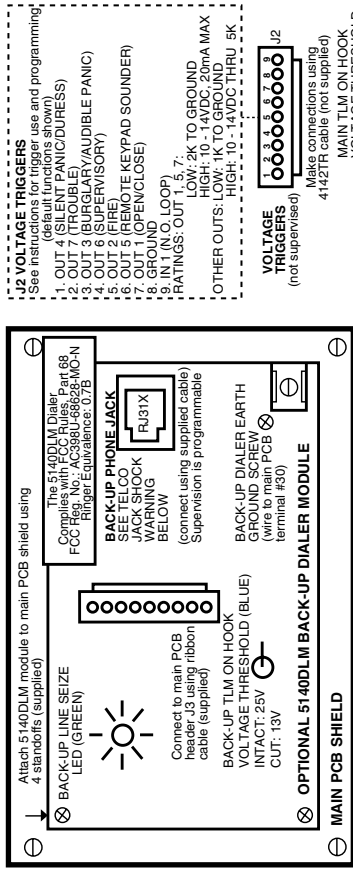 Attach 5140DLM module to main PCB shield using
4 standoffs (supplied)
BACK-UP LINE SEIZE
LED (GREEN)
The 5140DLM Dialer
Complies with FCC Rules, Part 68
FCC Reg. No.: AC398U-68628-MC-N
Ringer Equivalence: 0.7B
BACK-UP PHONE JACK
SEE TELCO
JACK SHOCK
WARNING
BELOW
RJ31X
(connect using supplied cable)
Supervision is programmable
Connect to main PCB
header J3 using ribbon
cable (supplied)
BACK-UP TLM ON HOOK
VOLTAGE THRESHOLD (BLUE)
INTACT: 25V
CUT: 13V
BACK-UP DIALER EARTH
GROUND SCREW
(wire to main PCB
terminal #30)
OPTIONAL 5140DLM BACK-UP DIALER MODULE
MAIN PCB SHIELD
J2 VOLTAGE TRIGGERS
See instructions for trigger use and programming
(default functions shown)
1. OUT 4 (SILENT PANIC/DURESS)
2. OUT 7 (TROUBLE)
3. OUT 3 (BURGLARY/AUDIBLE PANIC)
4. OUT 6 (SUPERVISORY)
5. OUT 2 (FIRE)
6. OUT 5 (REMOTE KEYPAD SOUNDER)
7. OUT 1 (OPEN/CLOSE)
8. GROUND
9. IN 1 (N.O. LOOP)
RATINGS: OUT 1, 5, 7:
LOW: 2K TO GROUND
HIGH: 10 - 14VDC, 20mA MAX
OTHER OUTS: LOW: 1K TO GROUND
HIGH: 10 - 14VDC THRU 5K
VOLTAGE
TRIGGERS
(not supervised)
1 2 3 4 5 6 7 8 9
J2
Make connections using
4142TR cable (not supplied)
MAIN TLM ON HOOK